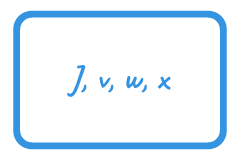 J, v, w, x